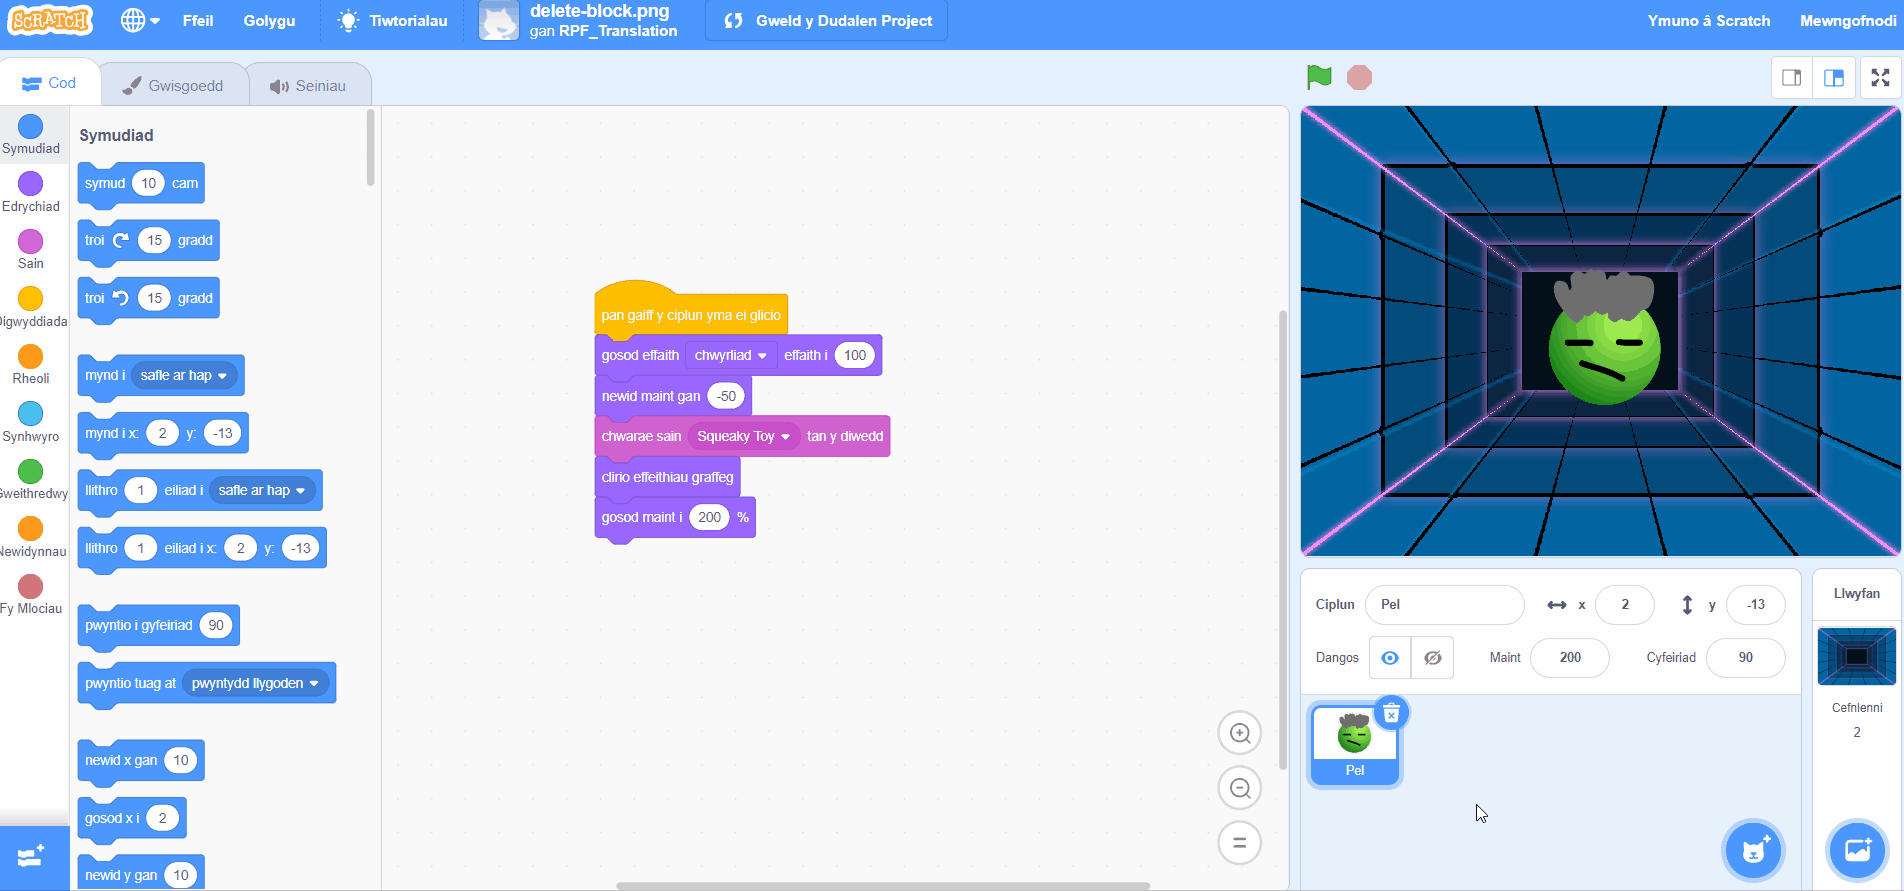 SCRATCH
Ffeil
Golygu
Tiwtorialau
delete-block.png
gan RPF_Translation
Gweld y Dudalen Project
Ymuno â Scratch
Mewngofnodi
Cod
Gwisgoedd
Seiniau
Symudiad
Edrychiad
Sain
Digwyddiada
Rheoli
Synhwyro
Gweithredwy
Newidynnau
Fy Mlociau
Symudiad
symud 10 cam
troi 15 gradd
troi 15 gradd
mynd i safle ar hap
mynd i x: 2 y: -13
llithro 1 eiliad i safle ar hap
llithro 1 eiliad i x: 2 y: -13
pwyntio i gyfeiriad 90
pwyntio tuag at pwyntydd llygoden
newid x gan 10
gosod x i 2
newid y gan 10
pan gaiff y ciplun yma ei glicio
gosod effaith chwyrliad effaith i 100
newid maint gan -50
chwarae sain Squeaky Toy tan y diwedd
clirio effeithiau graffeg
gosod maint i 200 %
Ciplun Pel x 2 y -13
Dangos Maint 200 Cyfeiriad 90
Pel
Llwyfan
Cefnlenni
2